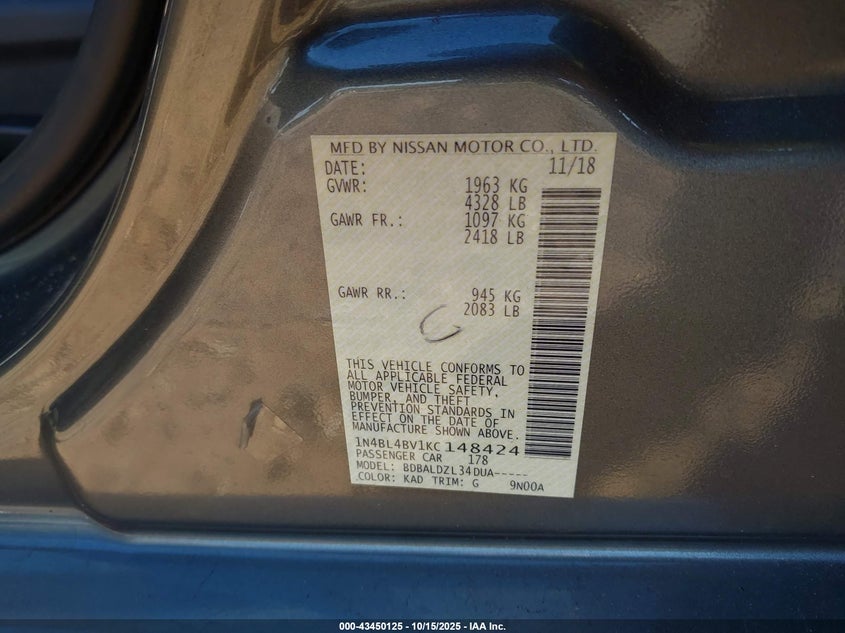 MFD BY NISSAN MOTOR CO., LTD.
DATE: 11/18
GVWR: 1963 KG
4328 LB
GAWR FR.: 1097 KG
2418 LB
GAWR RR.: 945 KG
2083 LB
THIS VEHICLE CONFORMS TO
ALL APPLICABLE FEDERAL
MOTOR VEHICLE SAFETY,
BUMPER, AND THEFT
PREVENTION STANDARDS IN
EFFECT ON THE DATE OF
MANUFACTURE SHOWN ABOVE.
1N4BL4BV1KC148424
PASSENGER CAR 178
MODEL: BDBALDZL34DUA-----
COLOR: KAD TRIM: G 9N00A
000-43450125 - 10/15/2025 - IAA Inc.